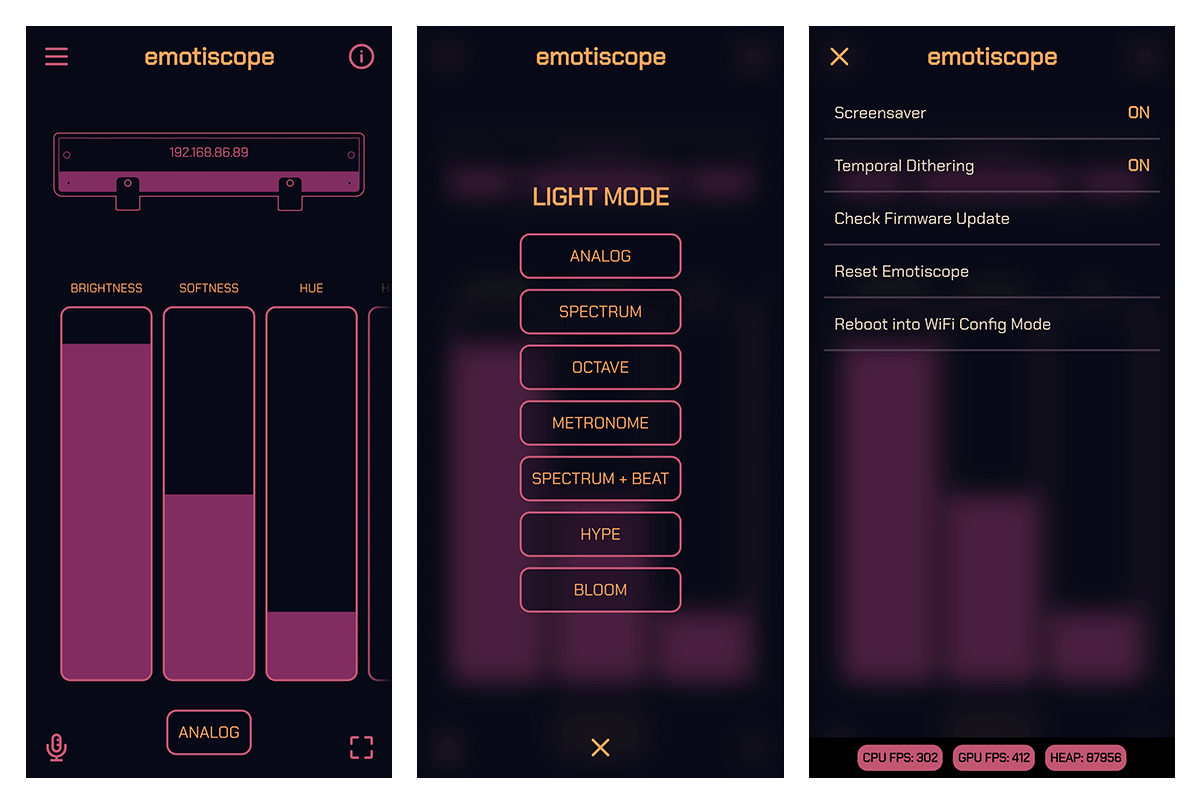 emotiscope
192.168.86.89
BRIGHTNESS SOFTNESS HUE H
ANALOG
emotiscope
LIGHT MODE
ANALOG
SPECTRUM
OCTAVE
METRONOME
SPECTRUM + BEAT
HYPE
BLOOM
emotiscope
Screensaver ON
Temporal Dithering ON
Check Firmware Update
Reset Emotiscope
Reboot into WiFi Config Mode
CPU FPS: 302 GPU FPS: 412 HEAP: 87956